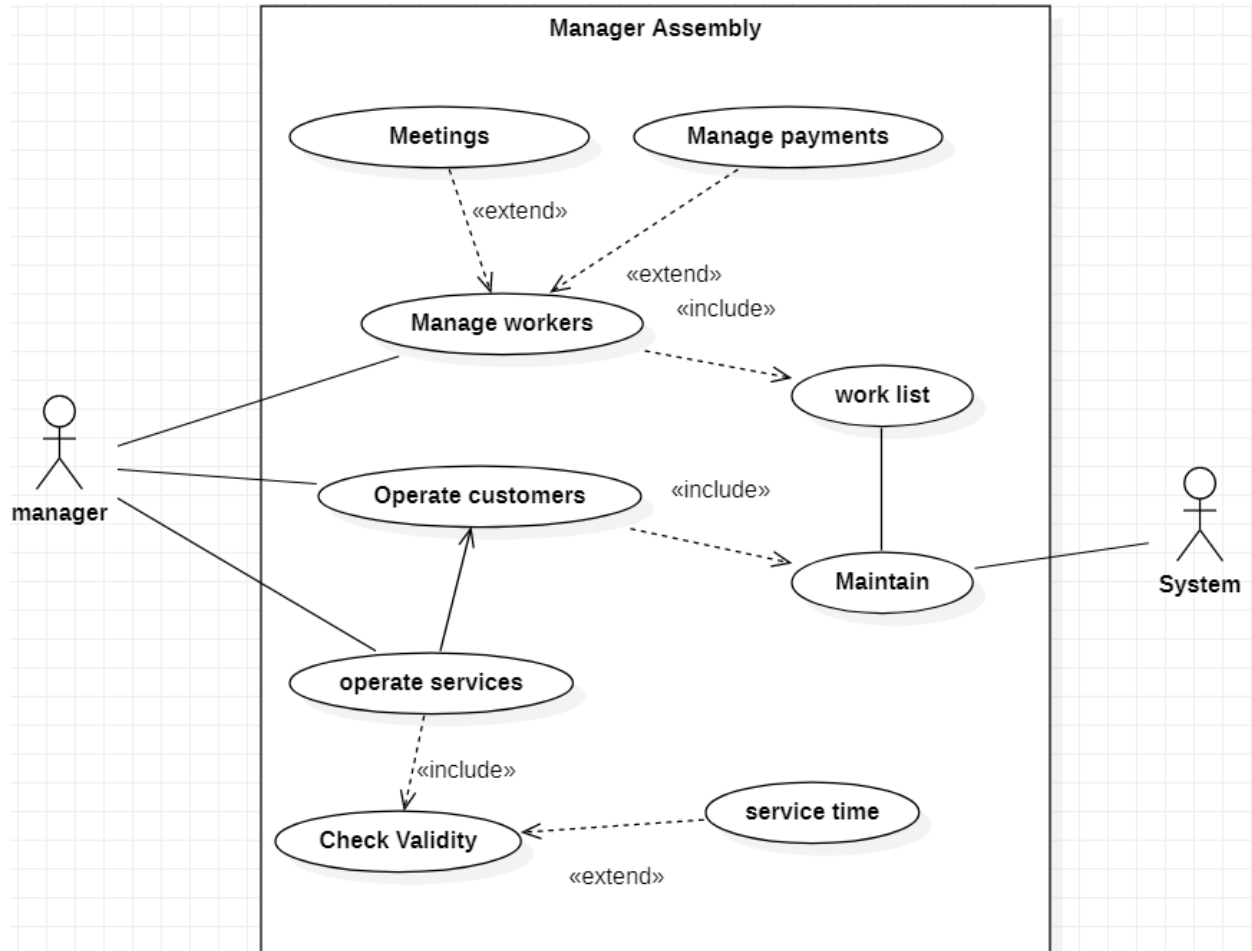 Manager Assembly
Meetings
Manage payments
«extend»
«extend»
«include»
Manage workers
work list
Operate customers
«include»
manager
Maintain
System
operate services
«include»
service time
Check Validity
«extend»